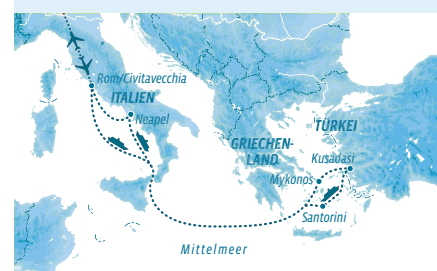 Rom/Civitavecchia
ITALIEN
Neapel
GRIECHEN-
LAND
TÜRKEI
Kusadasi
Mykonos
Santorini
Mittelmeer